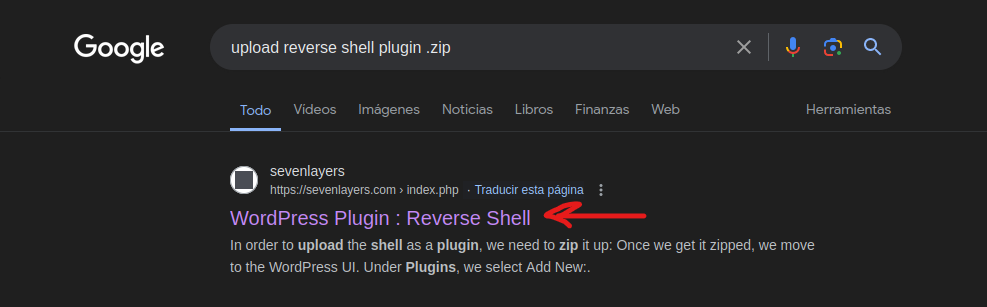 Google
upload reverse shell plugin .zip
Todo Vídeos Imágenes Noticias Libros Finanzas Web Herramientas
sevenlayers
https://sevenlayers.com › index.php · Traducir esta página
WordPress Plugin : Reverse Shell
In order to upload the shell as a plugin, we need to zip it up: Once we get it zipped, we move
to the WordPress UI. Under Plugins, we select Add New:.